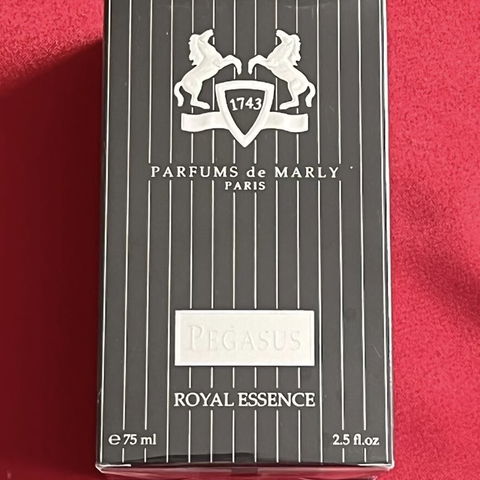 1743
PARFUMS de MARLY
PARIS
PEGASUS
ROYAL ESSENCE
℮ 75 ml 2.5 fl.oz